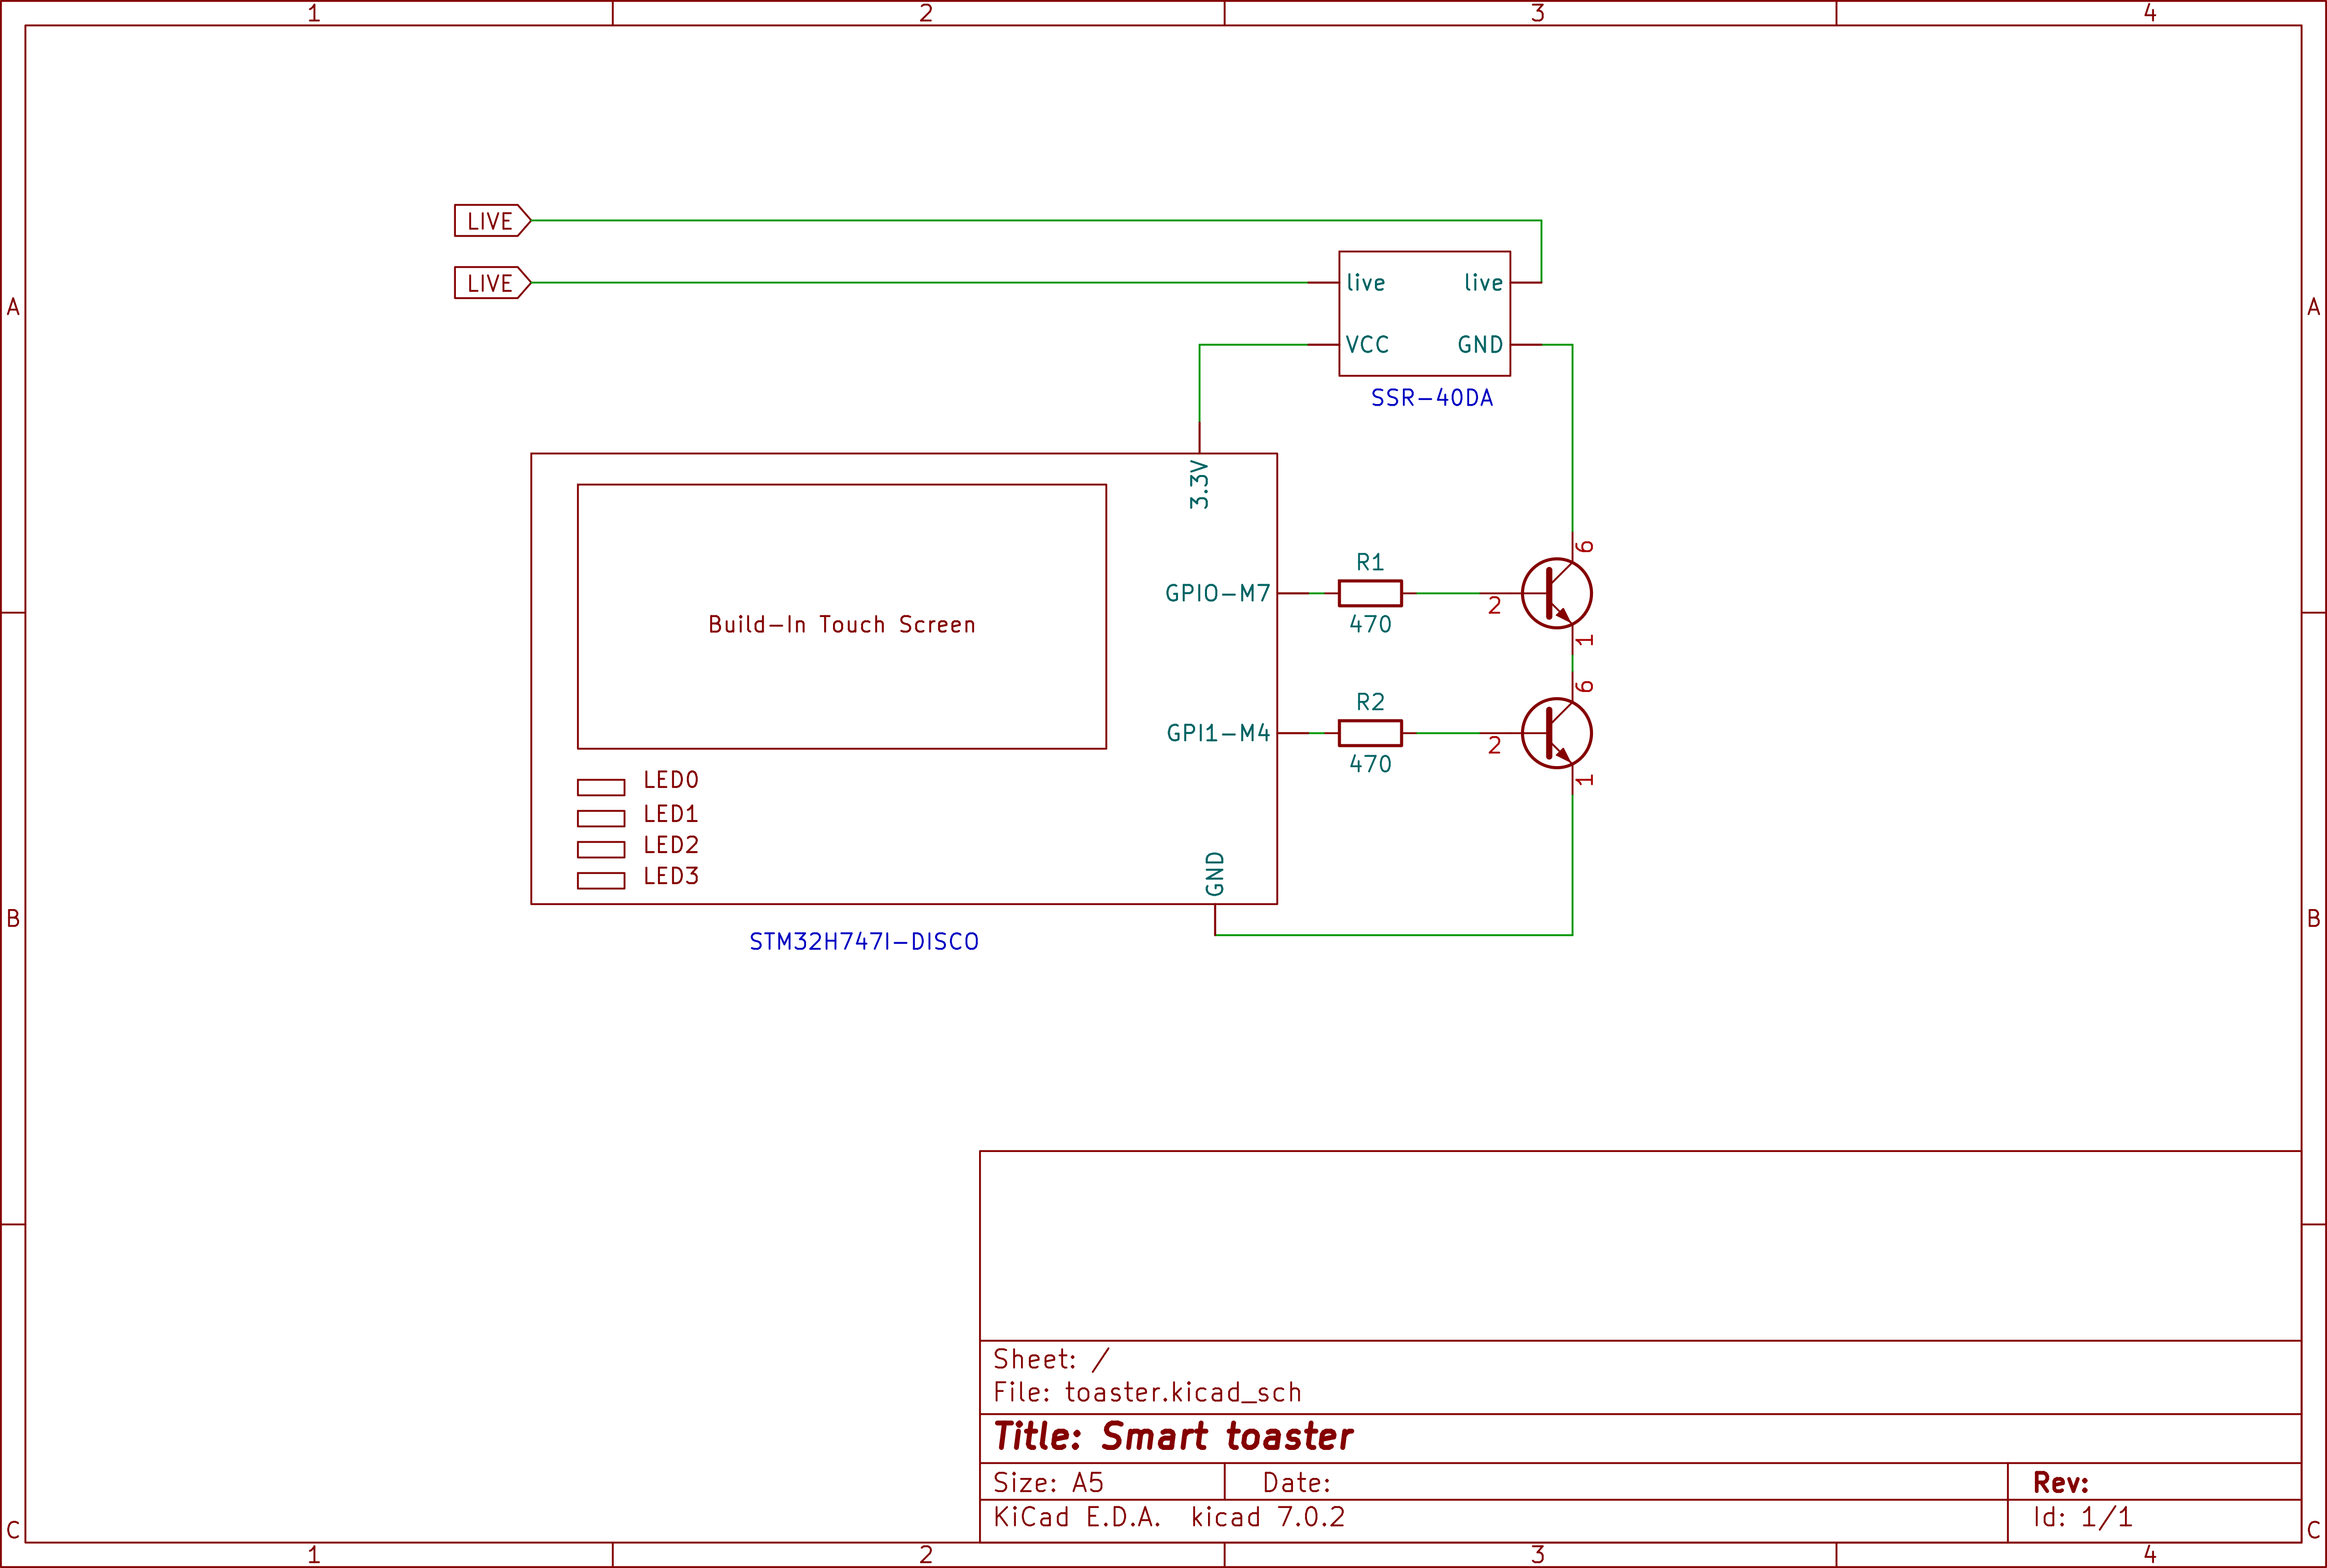 1 2 3 4
LIVE
LIVE
live live
A A
VCC GND
SSR-40DA
3.3V
6
R1
GPIO-M7
2
470
Build-In Touch Screen
1
6
R2
GPI1-M4
2
470
1
LED0
LED1
LED2
LED3
GND
B B
STM32H747I-DISCO
Sheet: /
File: toaster.kicad_sch
Title: Smart toaster
Size: A5 Date: Rev:
KiCad E.D.A. kicad 7.0.2 Id: 1/1
C C
1 2 3 4